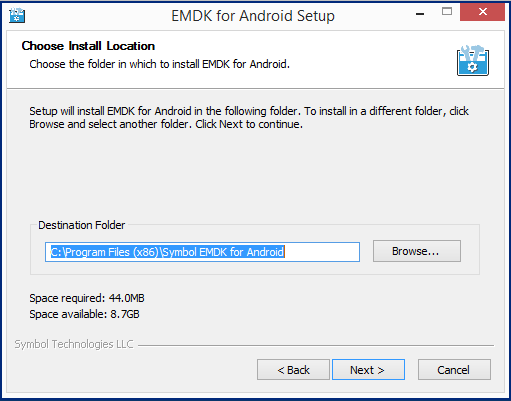 EMDK for Android Setup
Choose Install Location
Choose the folder in which to install EMDK for Android.
Setup will install EMDK for Android in the following folder. To install in a different folder, click
Browse and select another folder. Click Next to continue.
Destination Folder
C:\Program Files (x86)\Symbol EMDK for Android
Browse...
Space required: 44.0MB
Space available: 8.7GB
Symbol Technologies LLC
< Back
Next >
Cancel